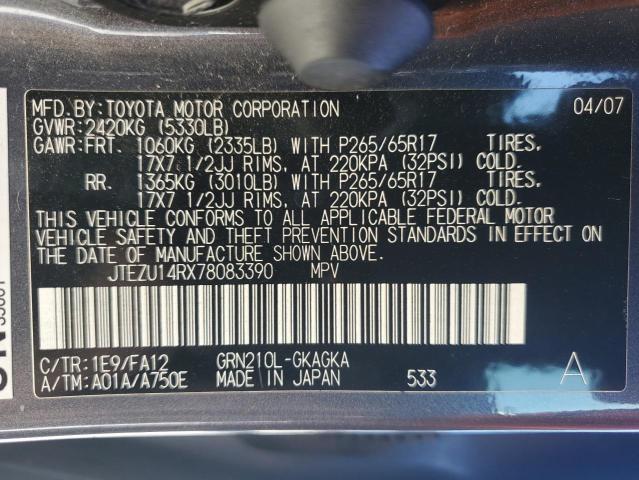 MFD.BY:TOYOTA MOTOR CORPORATION 04/07
GVWR:2420KG (5330LB)
GAWR:FRT. 1060KG (2335LB) WITH P265/65R17 TIRES,
17X7 1/2JJ RIMS, AT 220KPA (32PSI) COLD.
RR. 1365KG (3010LB) WITH P265/65R17 TIRES,
17X7 1/2JJ RIMS, AT 220KPA (32PSI) COLD.
THIS VEHICLE CONFORMS TO ALL APPLICABLE FEDERAL MOTOR
VEHICLE SAFETY AND THEFT PREVENTION STANDARDS IN EFFECT ON
THE DATE OF MANUFACTURE SHOWN ABOVE.
JTEZU14RX78083390 MPV
C/TR:1E9/FA12 GRN210L-GKAGKA
A/TM:A01A/A750E MADE IN JAPAN 533 A